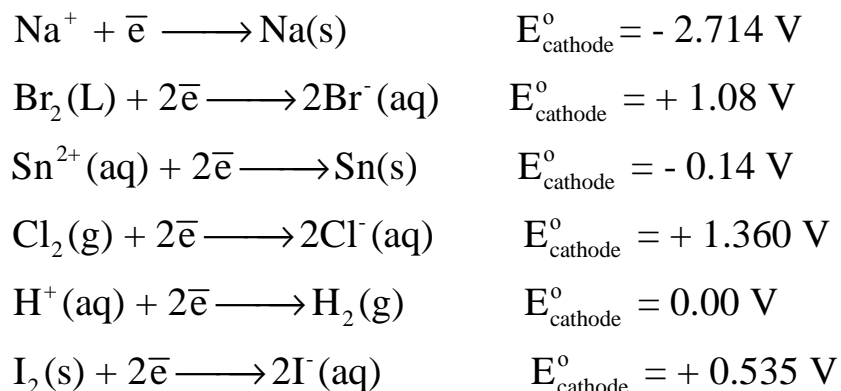 Na⁺ + e̅ ⟶ Na(s) E°cathode = - 2.714 V
Br₂(L) + 2e̅ ⟶ 2Br⁻(aq) E°cathode = + 1.08 V
Sn²⁺(aq) + 2e̅ ⟶ Sn(s) E°cathode = - 0.14 V
Cl₂(g) + 2e̅ ⟶ 2Cl⁻(aq) E°cathode = + 1.360 V
H⁺(aq) + 2e̅ ⟶ H₂(g) E°cathode = 0.00 V
I₂(s) + 2e̅ ⟶ 2I⁻(aq) E°cathode = + 0.535 V